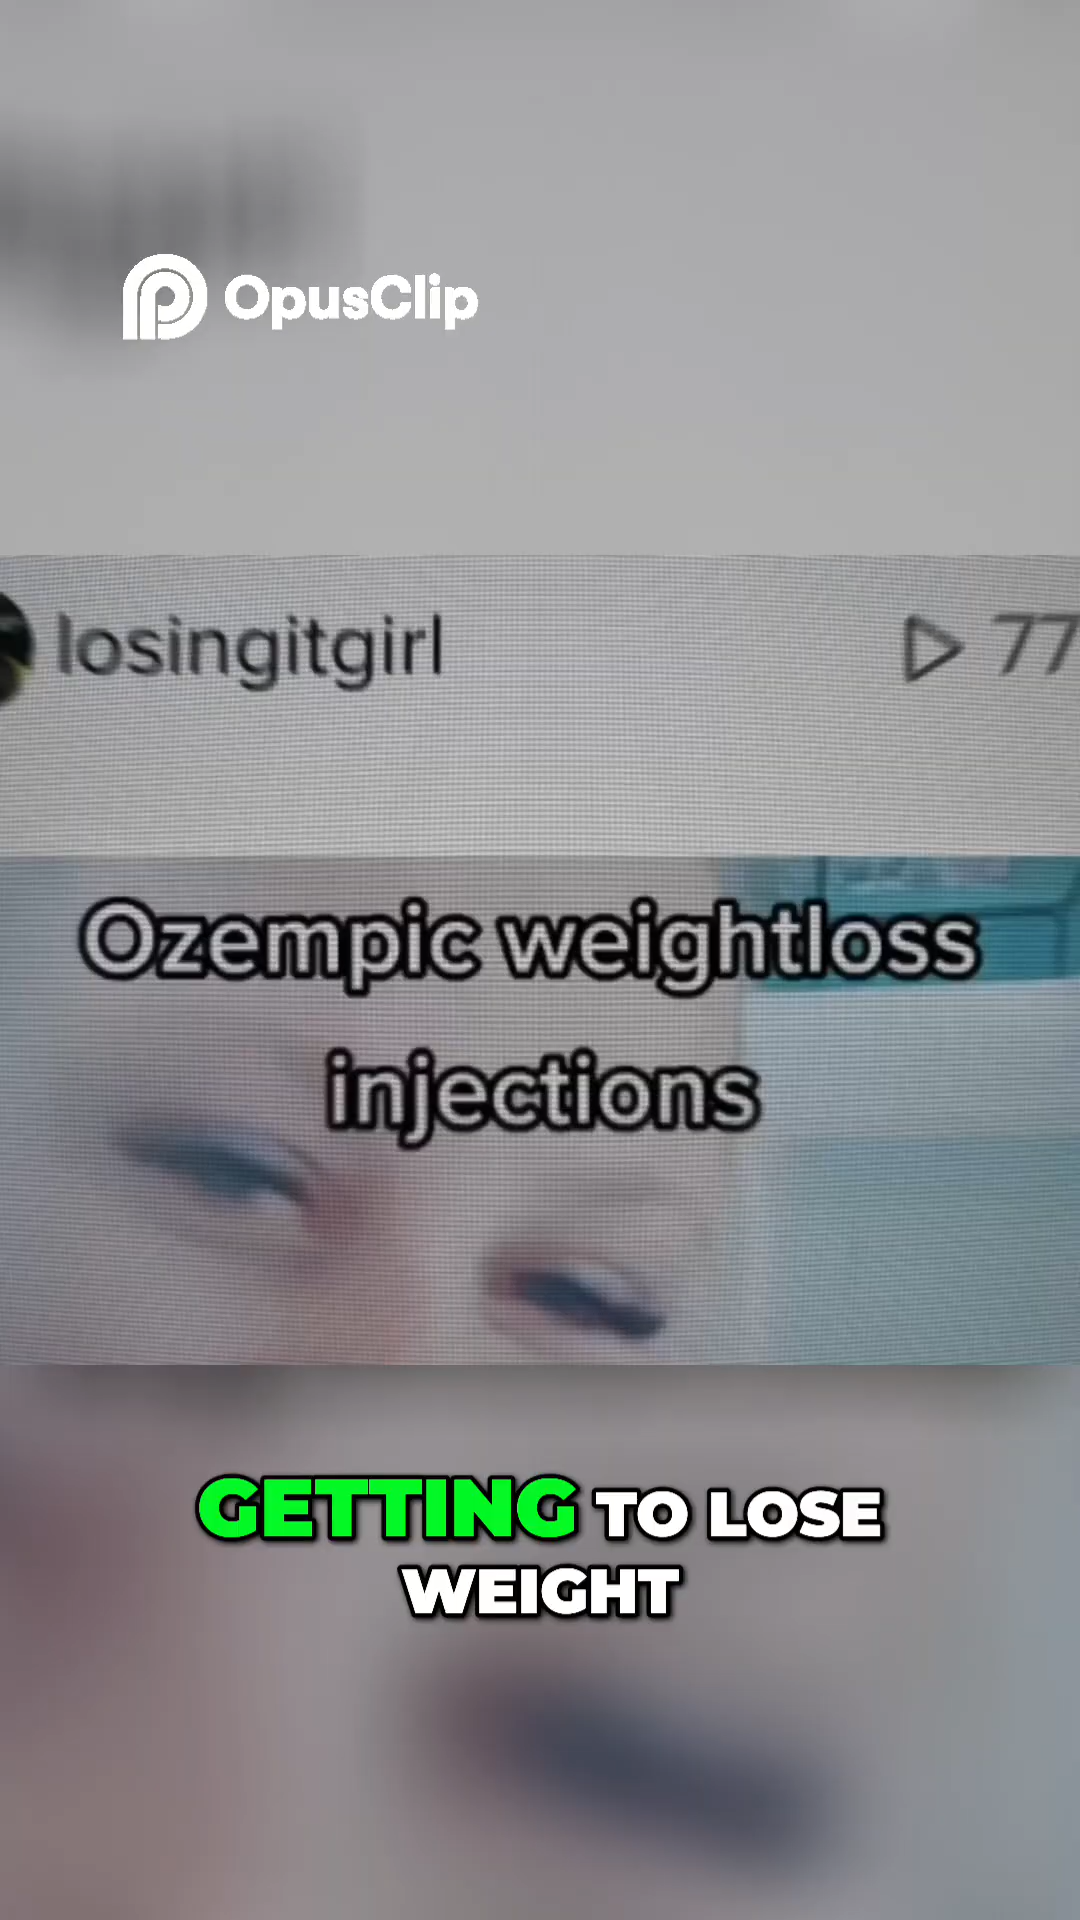 OpusClip
losingitgirl
77
Ozempic weightloss
injections
GETTING TO LOSE
WEIGHT